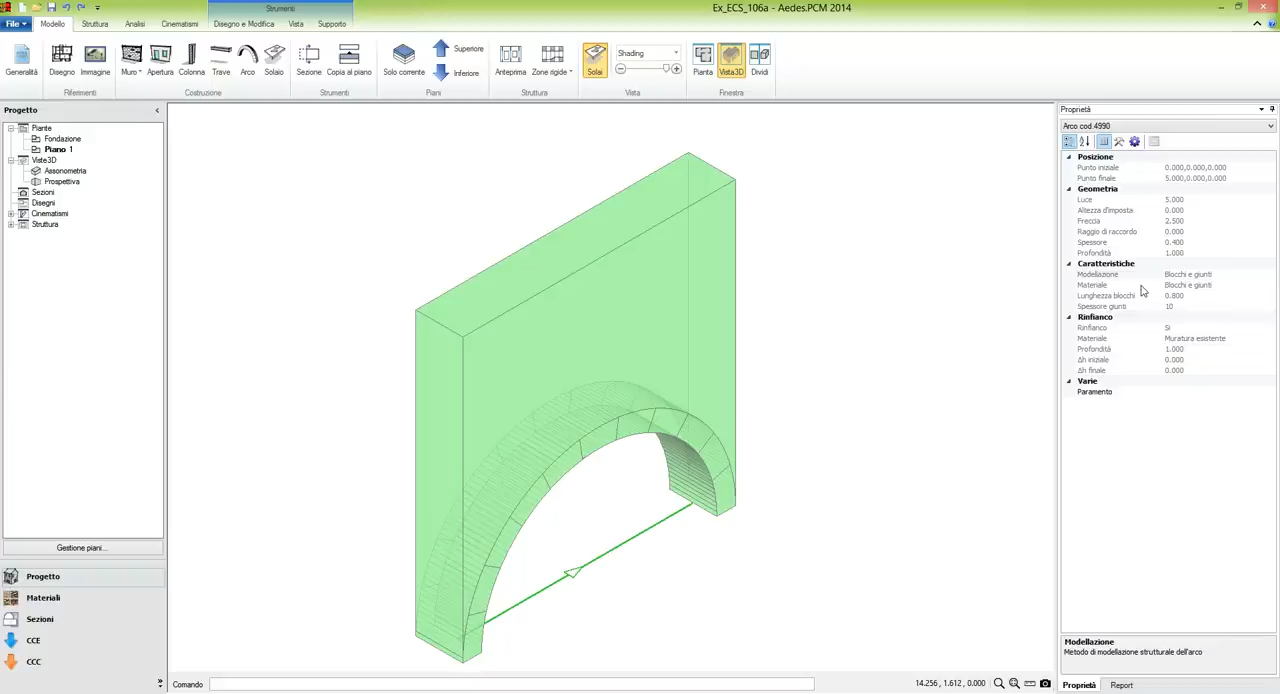 Strumenti
Ex_ECS_106a - Aedes.PCM 2014
File Modello Struttura Analisi Cinematismi Disegno e Modifica Vista Supporto
Generalità Disegno Immagine Muro Apertura Colonna Trave Arco Solaio Sezione Copia al piano Solo corrente Superiore Inferiore Anteprima Zone rigide Solai Shading Pianta Vista3D Dividi
Riferimenti Costruzione Strumenti Piani Struttura Vista Finestra
Progetto
Piante
Fondazione
Piano 1
Viste3D
Assonometria
Prospettiva
Sezioni
Disegni
Cinematismi
Struttura
Gestione piani...
Progetto
Materiali
Sezioni
CCE
CCC
Comando
14.256 , 1.612 , 0.000
Proprietà
Arco cod.4990
Posizione
Punto iniziale 0.000,0.000,0.000
Punto finale 5.000,0.000,0.000
Geometria
Luce 5.000
Altezza d'imposta 0.000
Freccia 2.500
Raggio di raccordo 0.000
Spessore 0.400
Profondità 1.000
Caratteristiche
Modellazione Blocchi e giunti
Materiale Blocchi e giunti
Lunghezza blocchi 0.800
Spessore giunti 10
Rinfianco
Rinfianco Si
Materiale Muratura esistente
Profondità 1.000
Δh iniziale 0.000
Δh finale 0.000
Varie
Paramento
Modellazione
Metodo di modellazione strutturale dell'arco
Proprietà Report